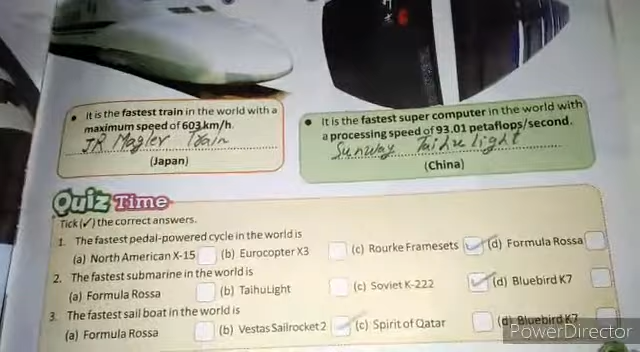 • It is the fastest train in the world with a
maximum speed of 603 km/h.
JR Maglev Train
(Japan)
• It is the fastest super computer in the world with
a processing speed of 93.01 petaflops/second.
Sunway Taihu light
(China)
Quiz Time
Tick (✓) the correct answers.
1. The fastest pedal-powered cycle in the world is
(a) North American X-15 (b) Eurocopter X3 (c) Rourke Framesets ✓ (d) Formula Rossa
2. The fastest submarine in the world is
(a) Formula Rossa (b) TaihuLight (c) Soviet K-222 ✓ (d) Bluebird K7
3. The fastest sail boat in the world is
(a) Formula Rossa (b) Vestas Sailrocket 2 ✓ (c) Spirit of Qatar (d) Bluebird K7
PowerDirector